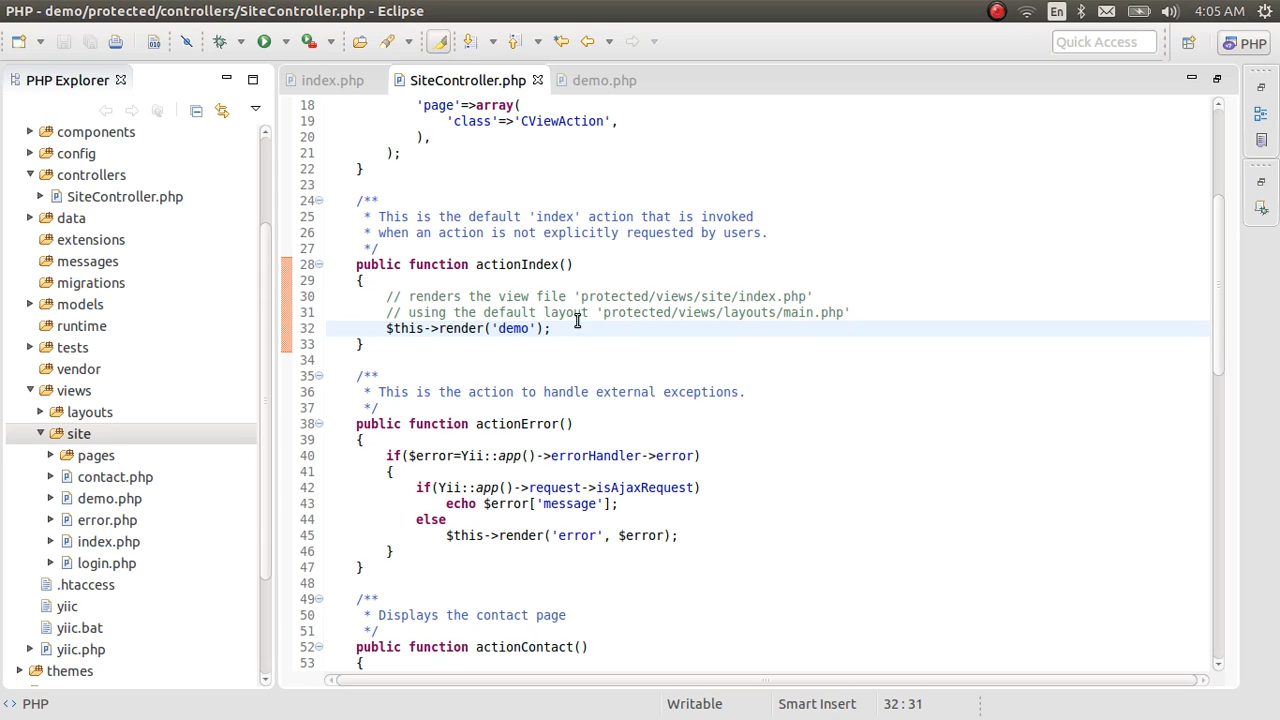 PHP - demo/protected/controllers/SiteController.php - Eclipse
En
4:05 AM
Quick Access
PHP
PHP Explorer
components
config
controllers
SiteController.php
data
extensions
messages
migrations
models
runtime
tests
vendor
views
layouts
site
pages
contact.php
demo.php
error.php
index.php
login.php
.htaccess
yiic
yiic.bat
yiic.php
themes
index.php
SiteController.php
demo.php
18 'page'=>array(
19 'class'=>'CViewAction',
20 ),
21 );
22 }
23
24 /**
25 * This is the default 'index' action that is invoked
26 * when an action is not explicitly requested by users.
27 */
28 public function actionIndex()
29 {
30 // renders the view file 'protected/views/site/index.php'
31 // using the default layout 'protected/views/layouts/main.php'
32 $this->render('demo');
33 }
34
35 /**
36 * This is the action to handle external exceptions.
37 */
38 public function actionError()
39 {
40 if($error=Yii::app()->errorHandler->error)
41 {
42 if(Yii::app()->request->isAjaxRequest)
43 echo $error['message'];
44 else
45 $this->render('error', $error);
46 }
47 }
48
49 /**
50 * Displays the contact page
51 */
52 public function actionContact()
53 {
PHP
Writable
Smart Insert
32:31